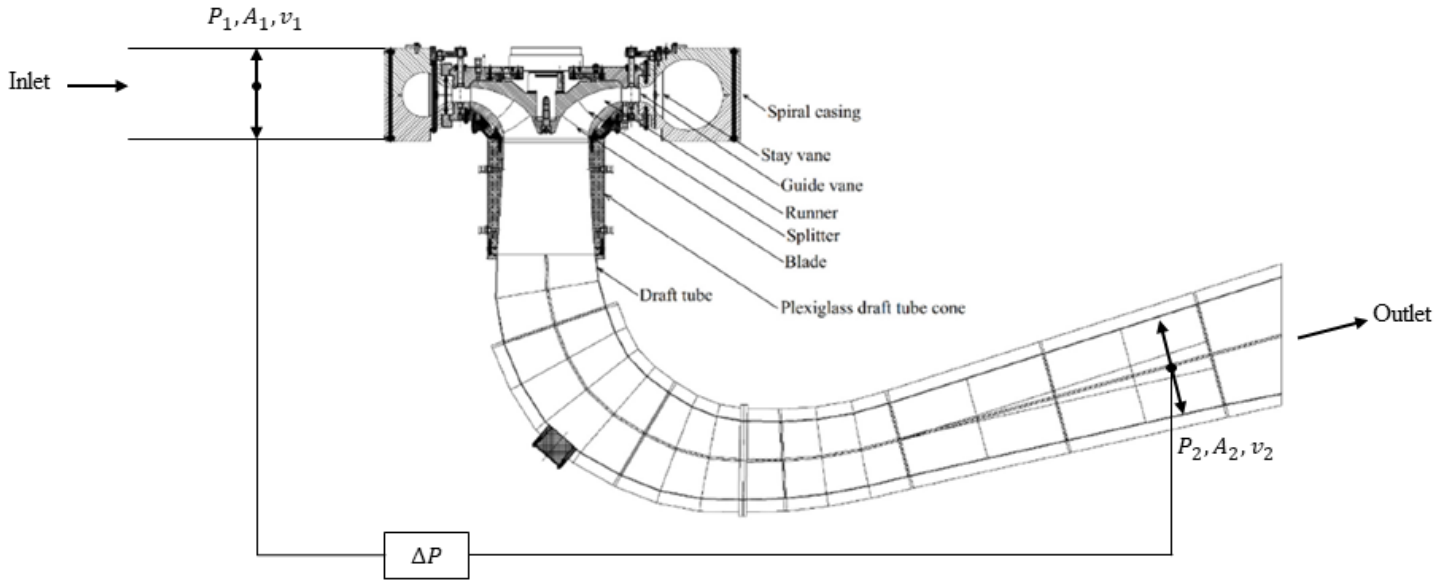 P₁, A₁, v₁
Inlet
Spiral casing
Stay vane
Guide vane
Runner
Splitter
Blade
Draft tube
Plexiglass draft tube cone
Outlet
P₂, A₂, v₂
ΔP